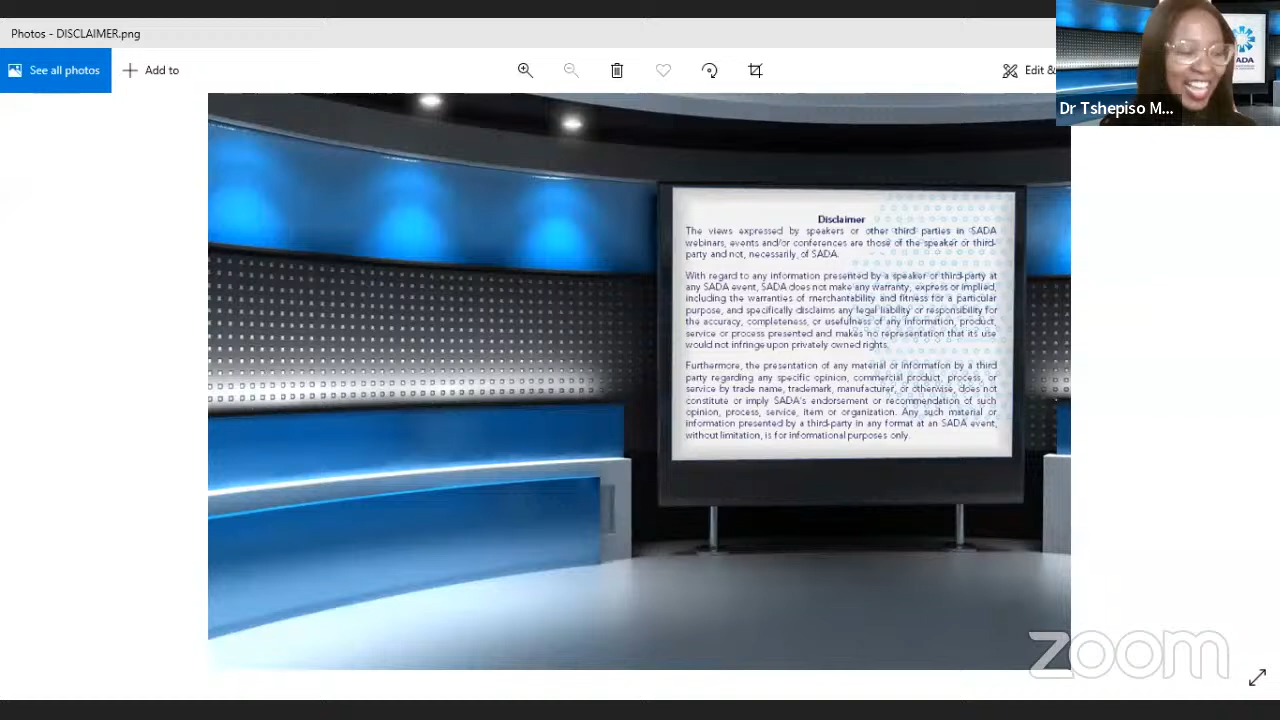 Photos - DISCLAIMER.png
See all photos
Add to
Edit &
ADA
Dr Tshepiso M...
Disclaimer
The views expressed by speakers or other third parties in SADA
webinars, events and/or conferences are those of the speaker or third-
party and not, necessarily, of SADA.
With regard to any information presented by a speaker or third-party at
any SADA event, SADA does not make any warranty, express or implied,
including the warranties of merchantability and fitness for a particular
purpose, and specifically disclaims any legal liability or responsibility for
the accuracy, completeness, or usefulness of any information, product,
service or process presented and makes no representation that its use
would not infringe upon privately owned rights.
Furthermore, the presentation of any material or information by a third
party regarding any specific opinion, commercial product, process, or
service by trade name, trademark, manufacturer, or otherwise, does not
constitute or imply SADA's endorsement or recommendation of such
opinion, process, service, item or organization. Any such material or
information presented by a third-party in any format at an SADA event,
without limitation, is for informational purposes only.
zoom